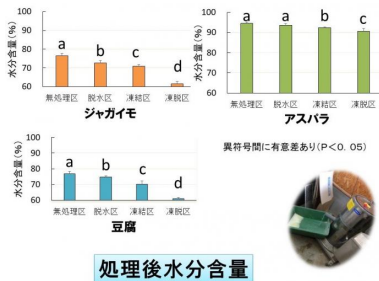 水分含量(%)
100
90
80
70
60
a
b
c
d
無処理区 脱水区 凍結区 凍脱区
ジャガイモ
水分含量(%)
100
90
80
70
60
a
a
b
c
無処理区 脱水区 凍結区 凍脱区
アスパラ
水分含量(%)
100
90
80
70
60
a
b
c
d
無処理区 脱水区 凍結区 凍脱区
豆腐
異符号間に有意差あり(P<0.05)
処理後水分含量